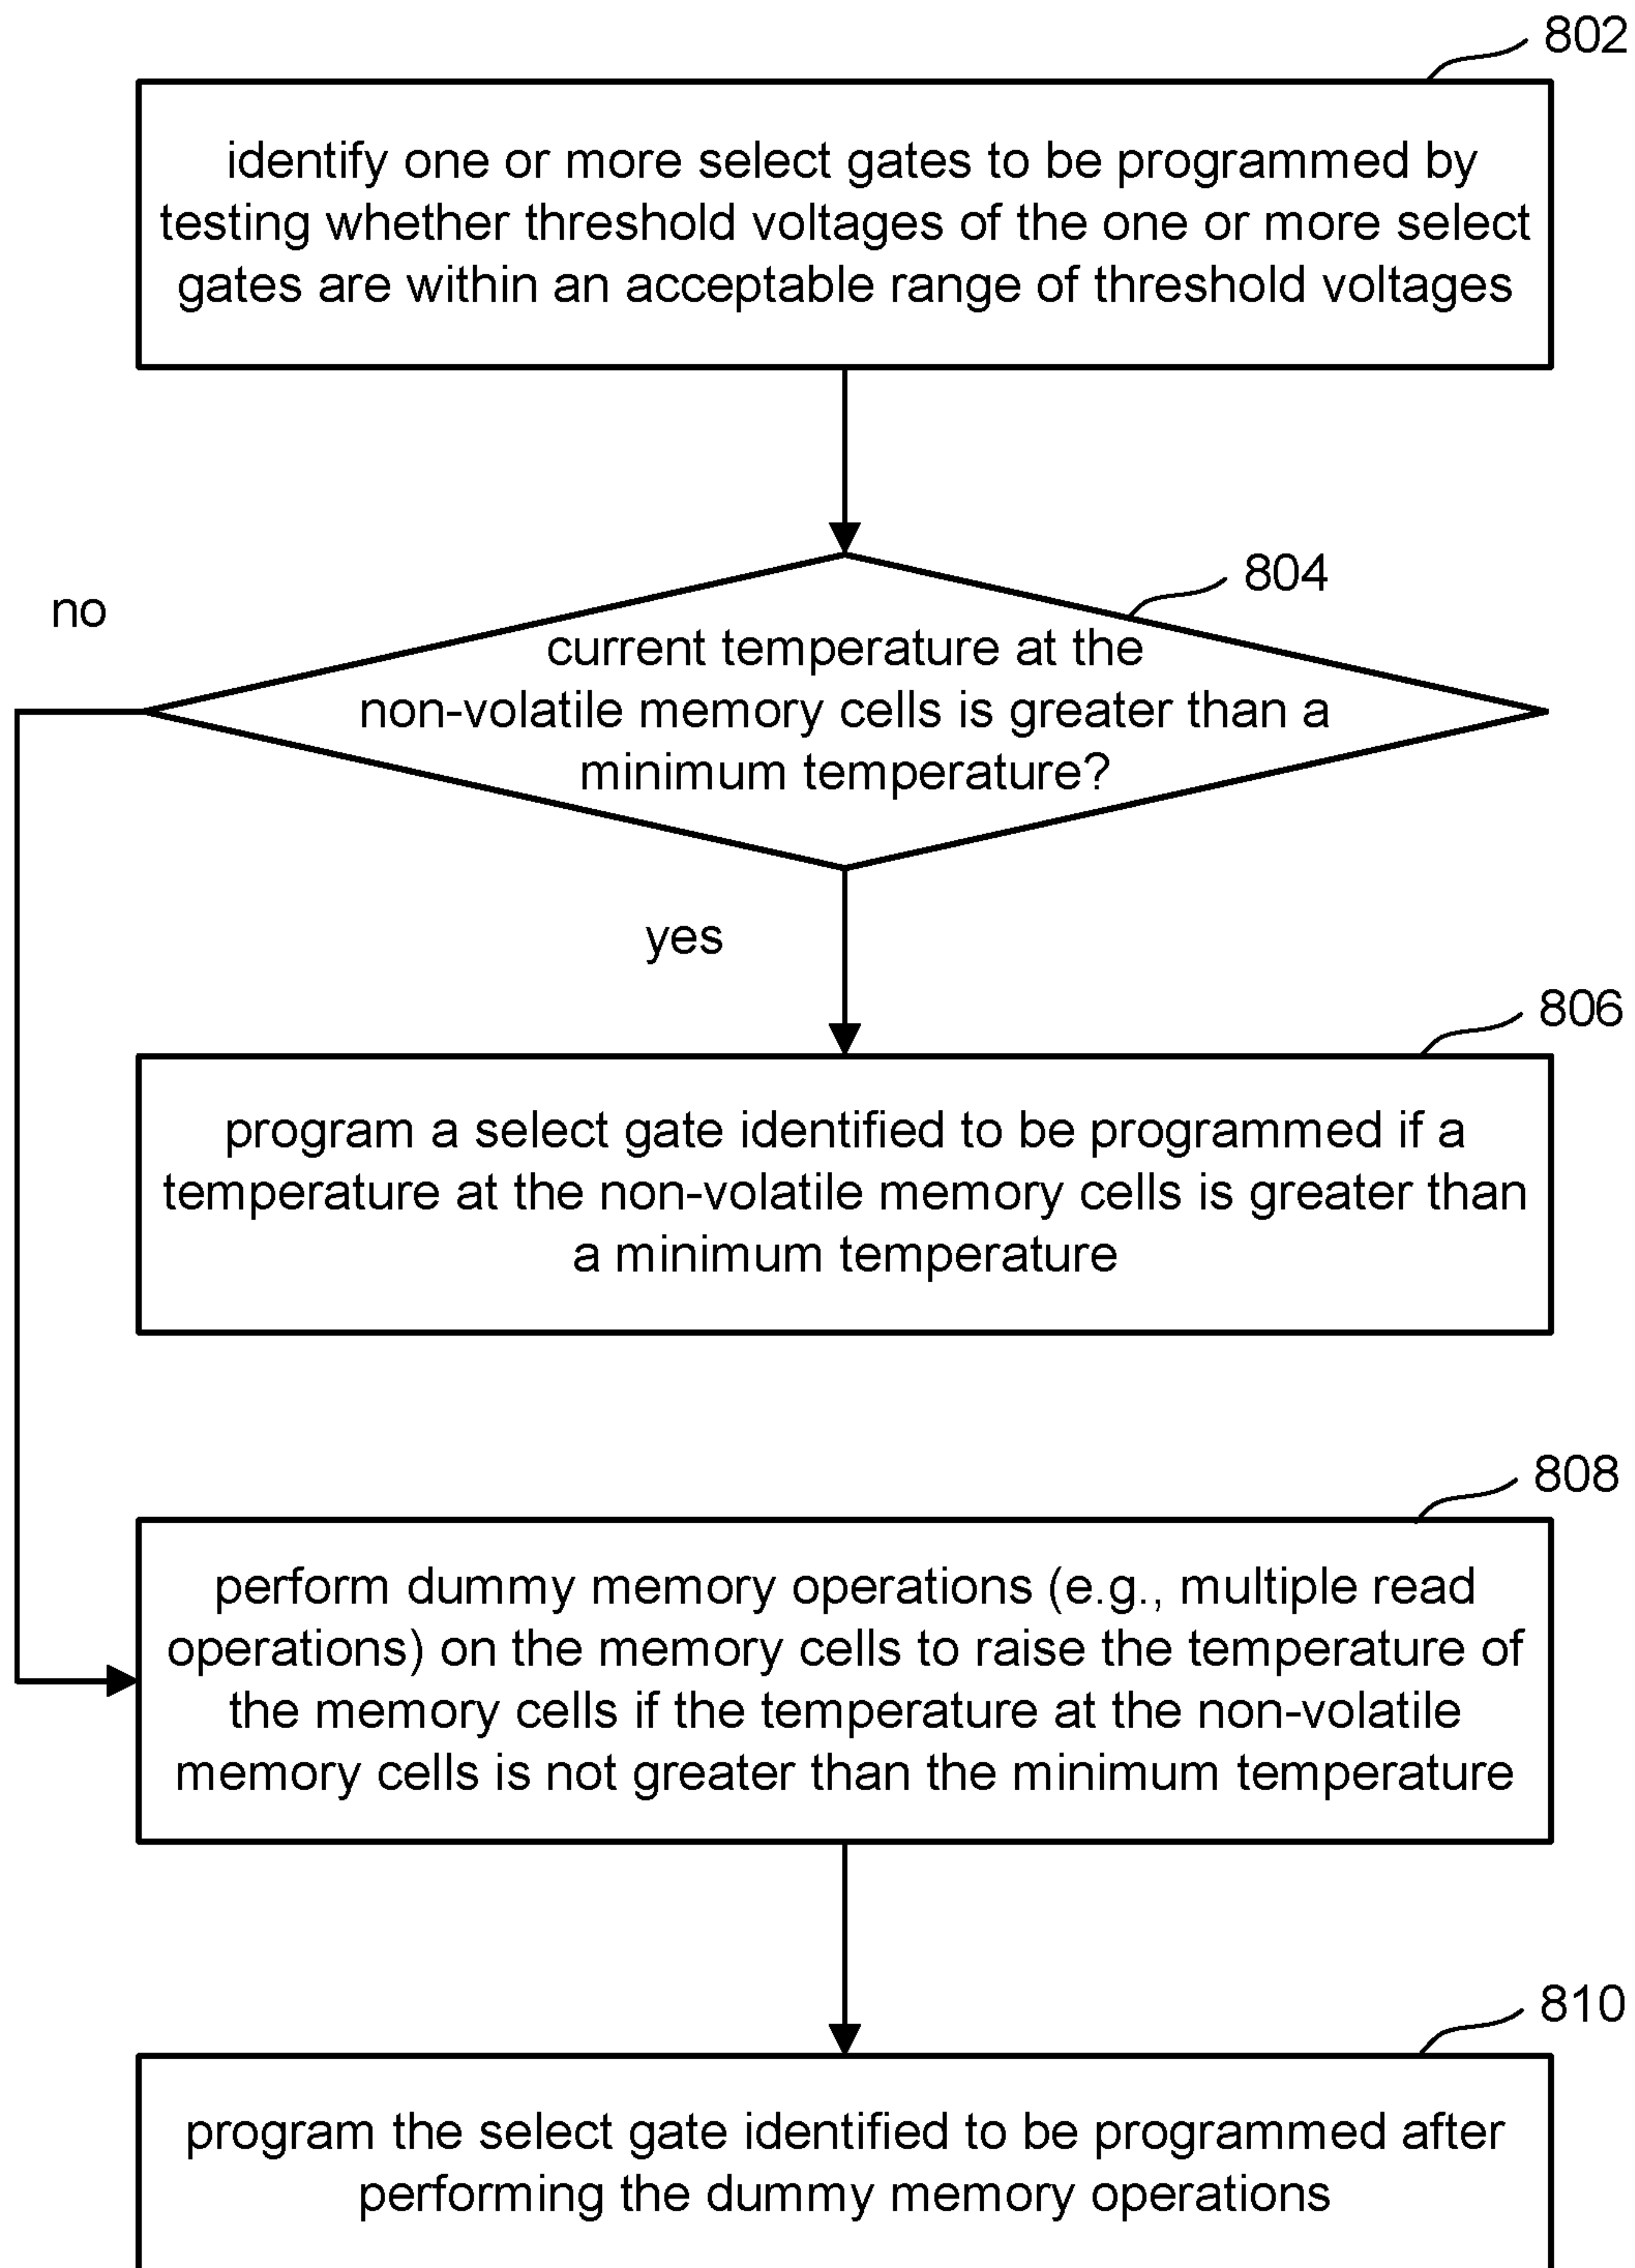 802
identify one or more select gates to be programmed by
testing whether threshold voltages of the one or more select
gates are within an acceptable range of threshold voltages
804
no
current temperature at the
non-volatile memory cells is greater than a
minimum temperature?
yes
806
program a select gate identified to be programmed if a
temperature at the non-volatile memory cells is greater than
a minimum temperature
808
perform dummy memory operations (e.g., multiple read
operations) on the memory cells to raise the temperature of
the memory cells if the temperature at the non-volatile
memory cells is not greater than the minimum temperature
810
program the select gate identified to be programmed after
performing the dummy memory operations